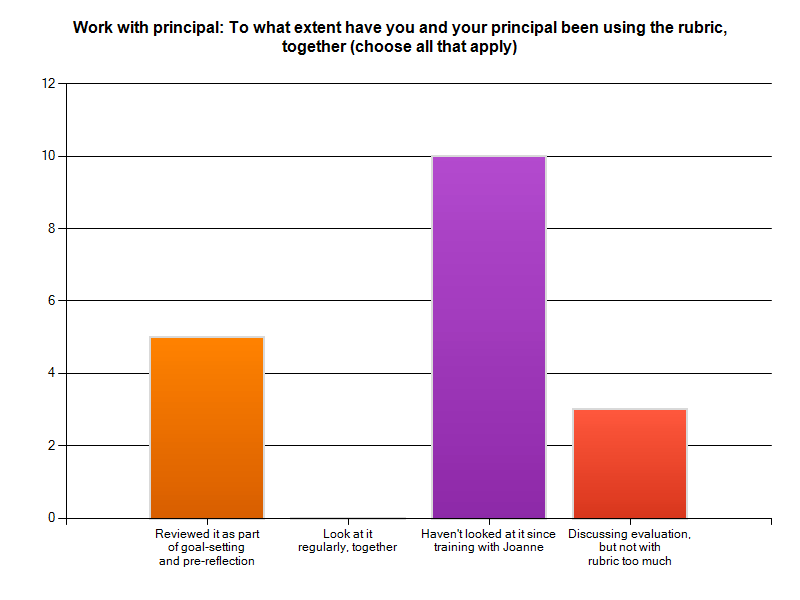 Work with principal: To what extent have you and your principal been using the rubric,
together (choose all that apply)
12
10
8
6
4
2
0
Reviewed it as part
of goal-setting
and pre-reflection
Look at it
regularly, together
Haven't looked at it since
training with Joanne
Discussing evaluation,
but not with
rubric too much